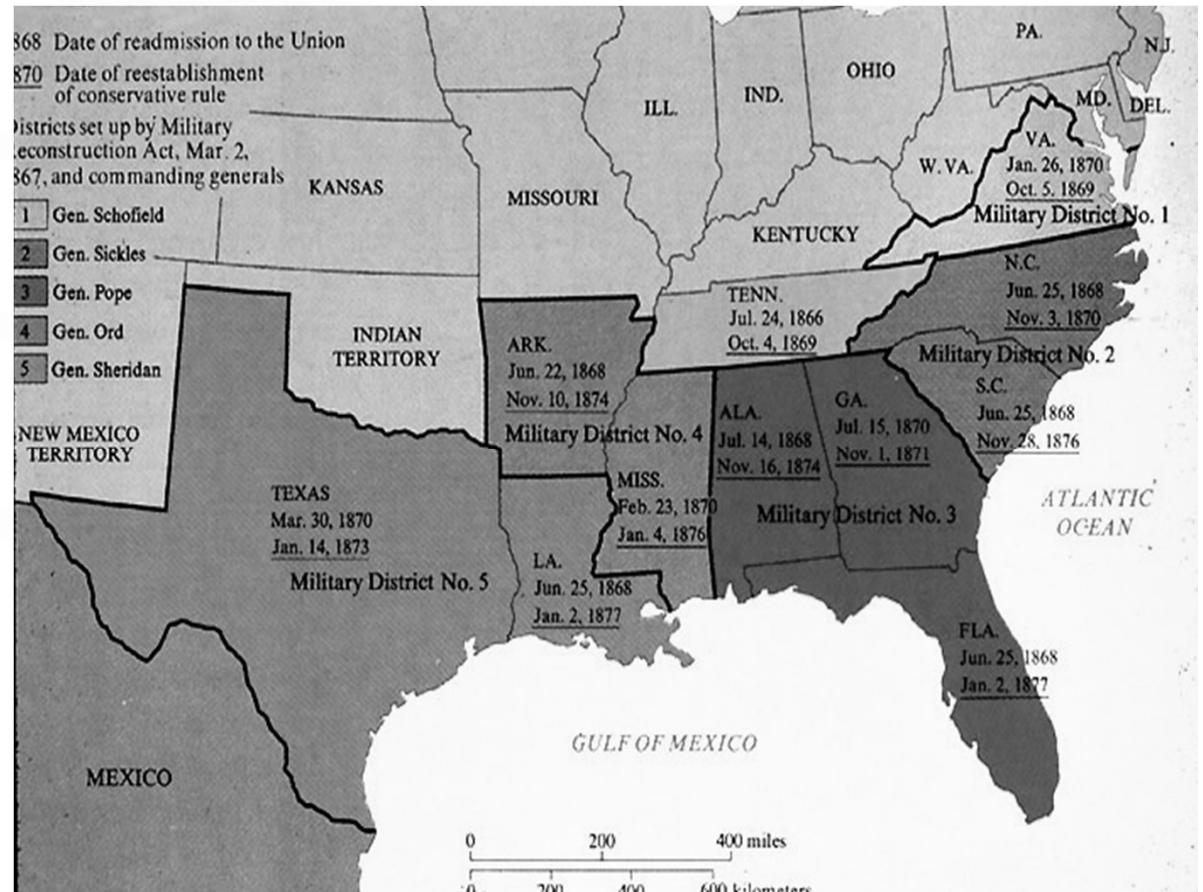 868 Date of readmission to the Union
870 Date of reestablishment
of conservative rule
Districts set up by Military
Reconstruction Act, Mar. 2,
867, and commanding generals
1 Gen. Schofield
2 Gen. Sickles
3 Gen. Pope
4 Gen. Ord
5 Gen. Sheridan
KANSAS
MISSOURI
ILL.
IND.
OHIO
PA.
N.J.
MD.
DEL.
W. VA.
VA.
Jan. 26, 1870
Oct. 5, 1869
Military District No. 1
KENTUCKY
TENN.
Jul. 24, 1866
Oct. 4, 1869
N.C.
Jun. 25, 1868
Nov. 3, 1870
Military District No. 2
S.C.
Jun. 25, 1868
Nov. 28, 1876
INDIAN
TERRITORY
ARK.
Jun. 22, 1868
Nov. 10, 1874
Military District No. 4
MISS.
Feb. 23, 1870
Jan. 4, 1876
ALA.
Jul. 14, 1868
Nov. 16, 1874
GA.
Jul. 15, 1870
Nov. 1, 1871
Military District No. 3
NEW MEXICO
TERRITORY
TEXAS
Mar. 30, 1870
Jan. 14, 1873
Military District No. 5
LA.
Jun. 25, 1868
Jan. 2, 1877
FLA.
Jun. 25, 1868
Jan. 2, 1877
ATLANTIC
OCEAN
GULF OF MEXICO
MEXICO
0 200 400 miles
0 200 400 600 kilometers